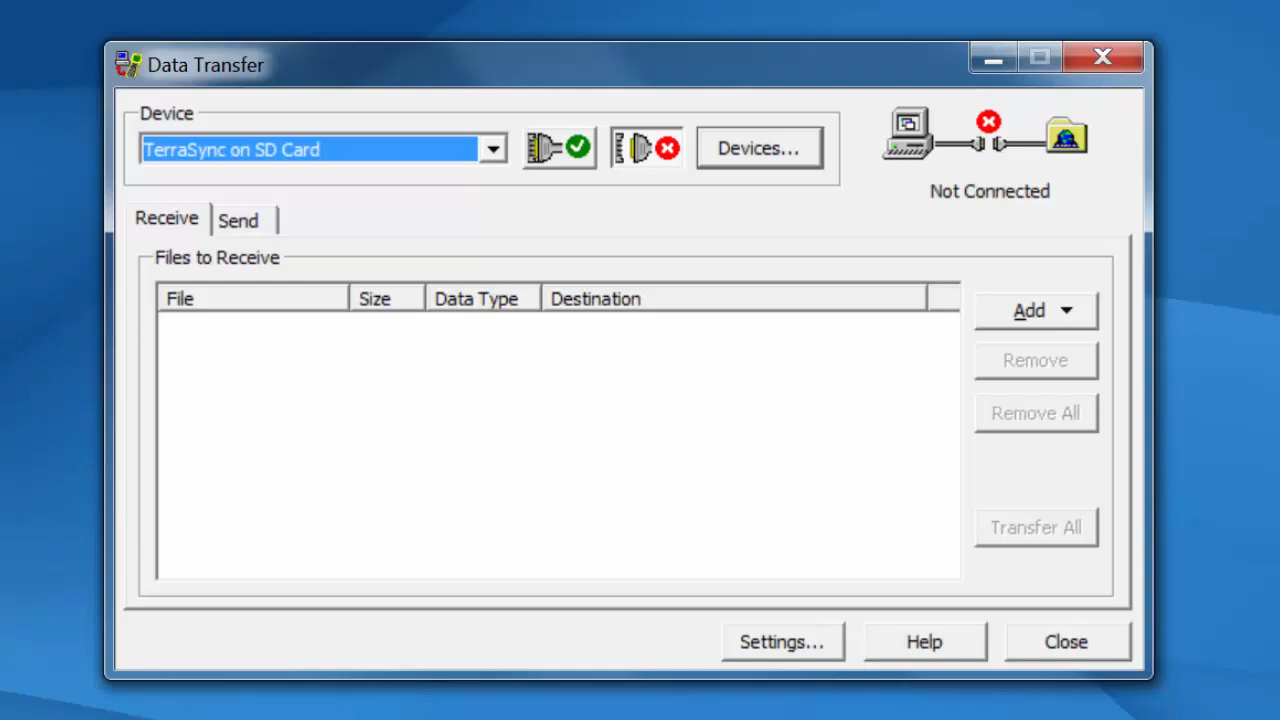 Data Transfer
Device
TerraSync on SD Card
Devices...
Not Connected
Receive
Send
Files to Receive
File Size Data Type Destination
Add
Remove
Remove All
Transfer All
Settings... Help Close